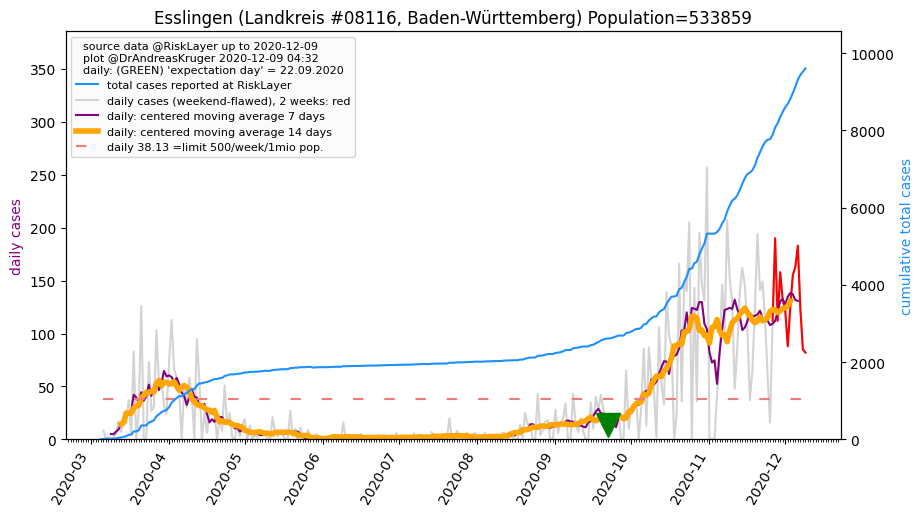 Esslingen (Landkreis #08116, Baden-Württemberg) Population=533859
source data @RiskLayer up to 2020-12-09
plot @DrAndreasKruger 2020-12-09 04:32
daily: (GREEN) 'expectation day' = 22.09.2020
total cases reported at RiskLayer
daily cases (weekend-flawed), 2 weeks: red
daily: centered moving average 7 days
daily: centered moving average 14 days
daily 38.13 =limit 500/week/1mio pop.
daily cases
350
300
250
200
150
100
50
0
cumulative total cases
10000
8000
6000
4000
2000
0
2020-03
2020-04
2020-05
2020-06
2020-07
2020-08
2020-09
2020-10
2020-11
2020-12